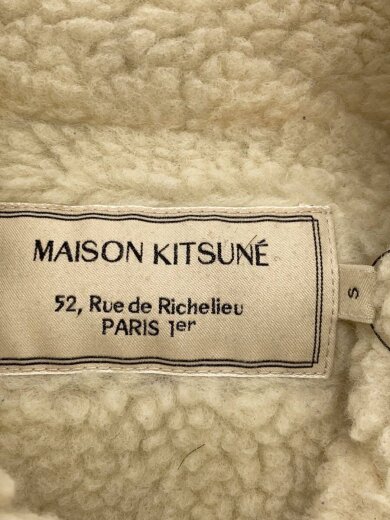 MAISON KITSUNÉ
52, Rue de Richelieu
PARIS 1er
S